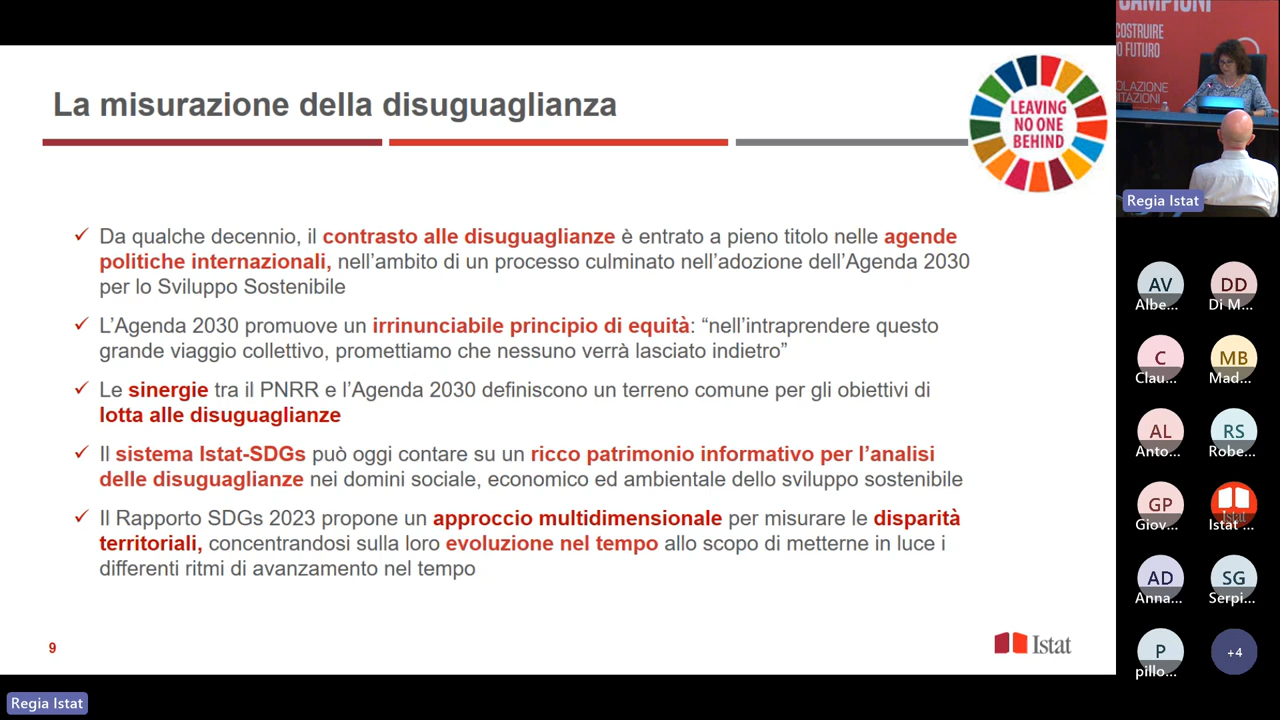 La misurazione della disuguaglianza
LEAVING
NO ONE
BEHIND
Da qualche decennio, il contrasto alle disuguaglianze è entrato a pieno titolo nelle agende
politiche internazionali, nell'ambito di un processo culminato nell'adozione dell'Agenda 2030
per lo Sviluppo Sostenibile
L'Agenda 2030 promuove un irrinunciabile principio di equità: “nell'intraprendere questo
grande viaggio collettivo, promettiamo che nessuno verrà lasciato indietro”
Le sinergie tra il PNRR e l'Agenda 2030 definiscono un terreno comune per gli obiettivi di
lotta alle disuguaglianze
Il sistema Istat-SDGs può oggi contare su un ricco patrimonio informativo per l'analisi
delle disuguaglianze nei domini sociale, economico ed ambientale dello sviluppo sostenibile
Il Rapporto SDGs 2023 propone un approccio multidimensionale per misurare le disparità
territoriali, concentrandosi sulla loro evoluzione nel tempo allo scopo di metterne in luce i
differenti ritmi di avanzamento nel tempo
9
Istat
Regia Istat
CAMPIONI
COSTRUIRE
O FUTURO
OLAZIONE
ITAZIONI
Regia Istat
AV
Albe...
DD
Di M...
C
Clau...
MB
Mad...
AL
Anto...
RS
Robe...
GP
Giov...
Istat ...
AD
Anna...
SG
Serpi...
P
pillo...
+4